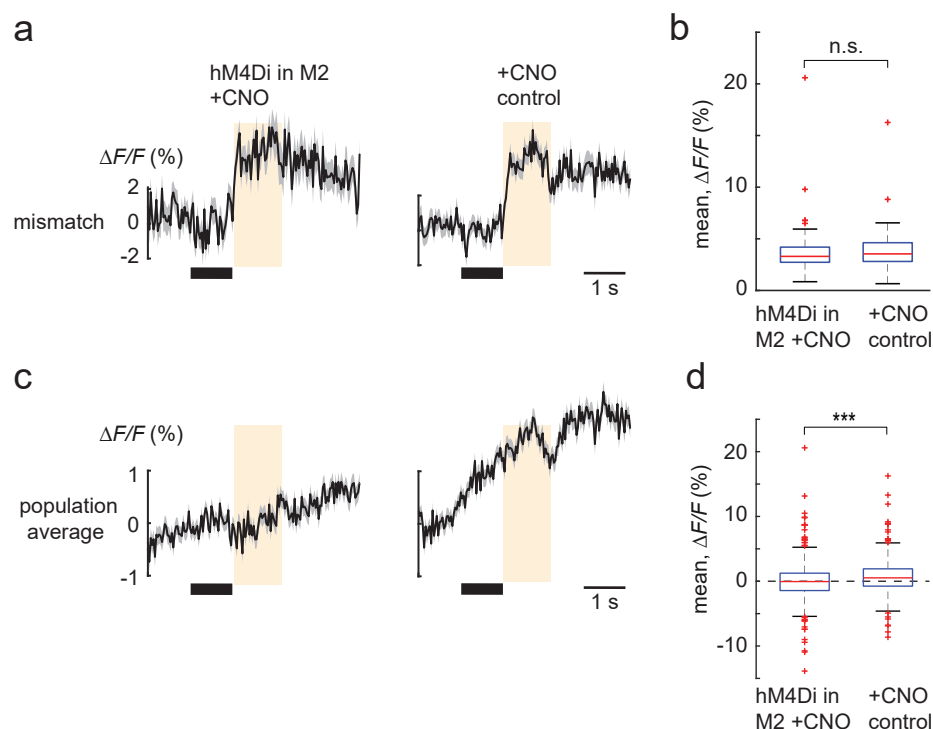 a
hM4Di in M2
+CNO
+CNO
control
ΔF/F (%)
2
0
-2
mismatch
1 s
b
n.s.
mean, ΔF/F (%)
20
10
0
hM4Di in
M2 +CNO
+CNO
control
c
ΔF/F (%)
1
0
-1
population
average
1 s
d
***
mean, ΔF/F (%)
20
10
0
-10
hM4Di in
M2 +CNO
+CNO
control